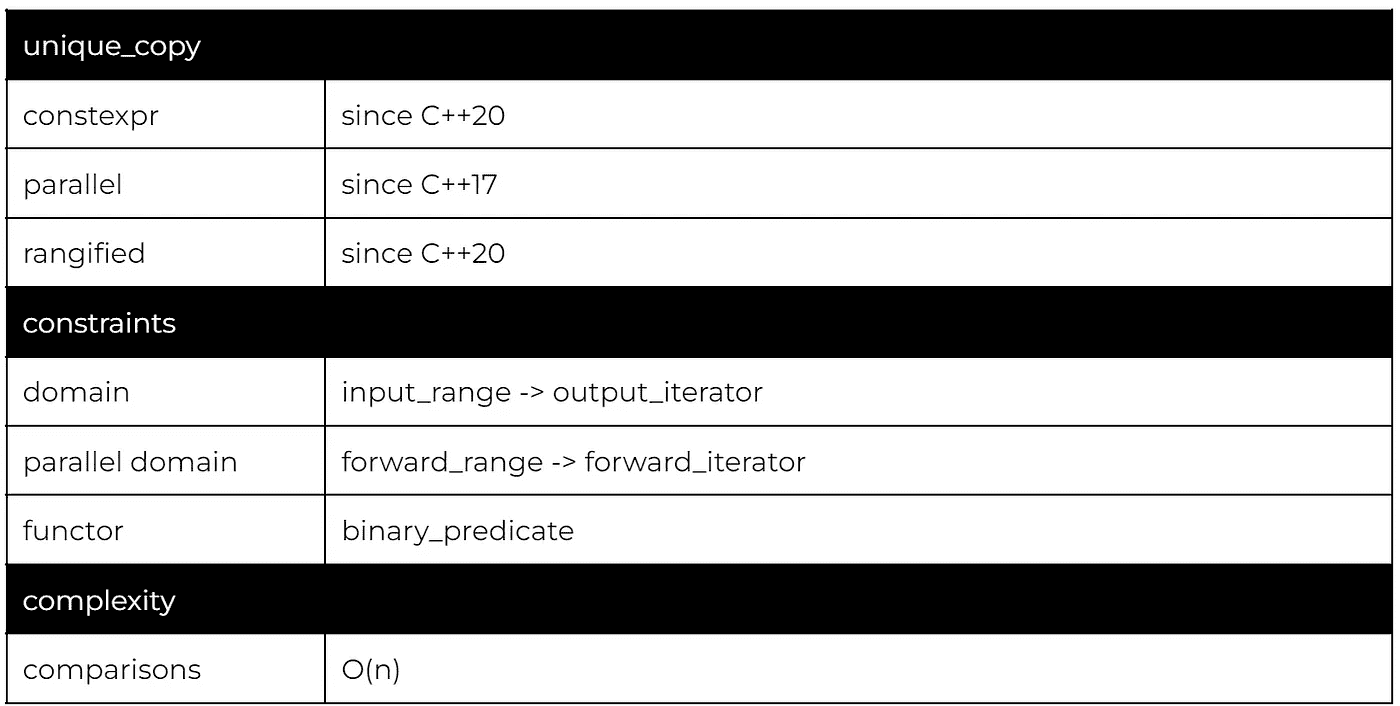 unique_copy
constexpr since C++20
parallel since C++17
rangified since C++20
constraints
domain input_range -> output_iterator
parallel domain forward_range -> forward_iterator
functor binary_predicate
complexity
comparisons O(n)